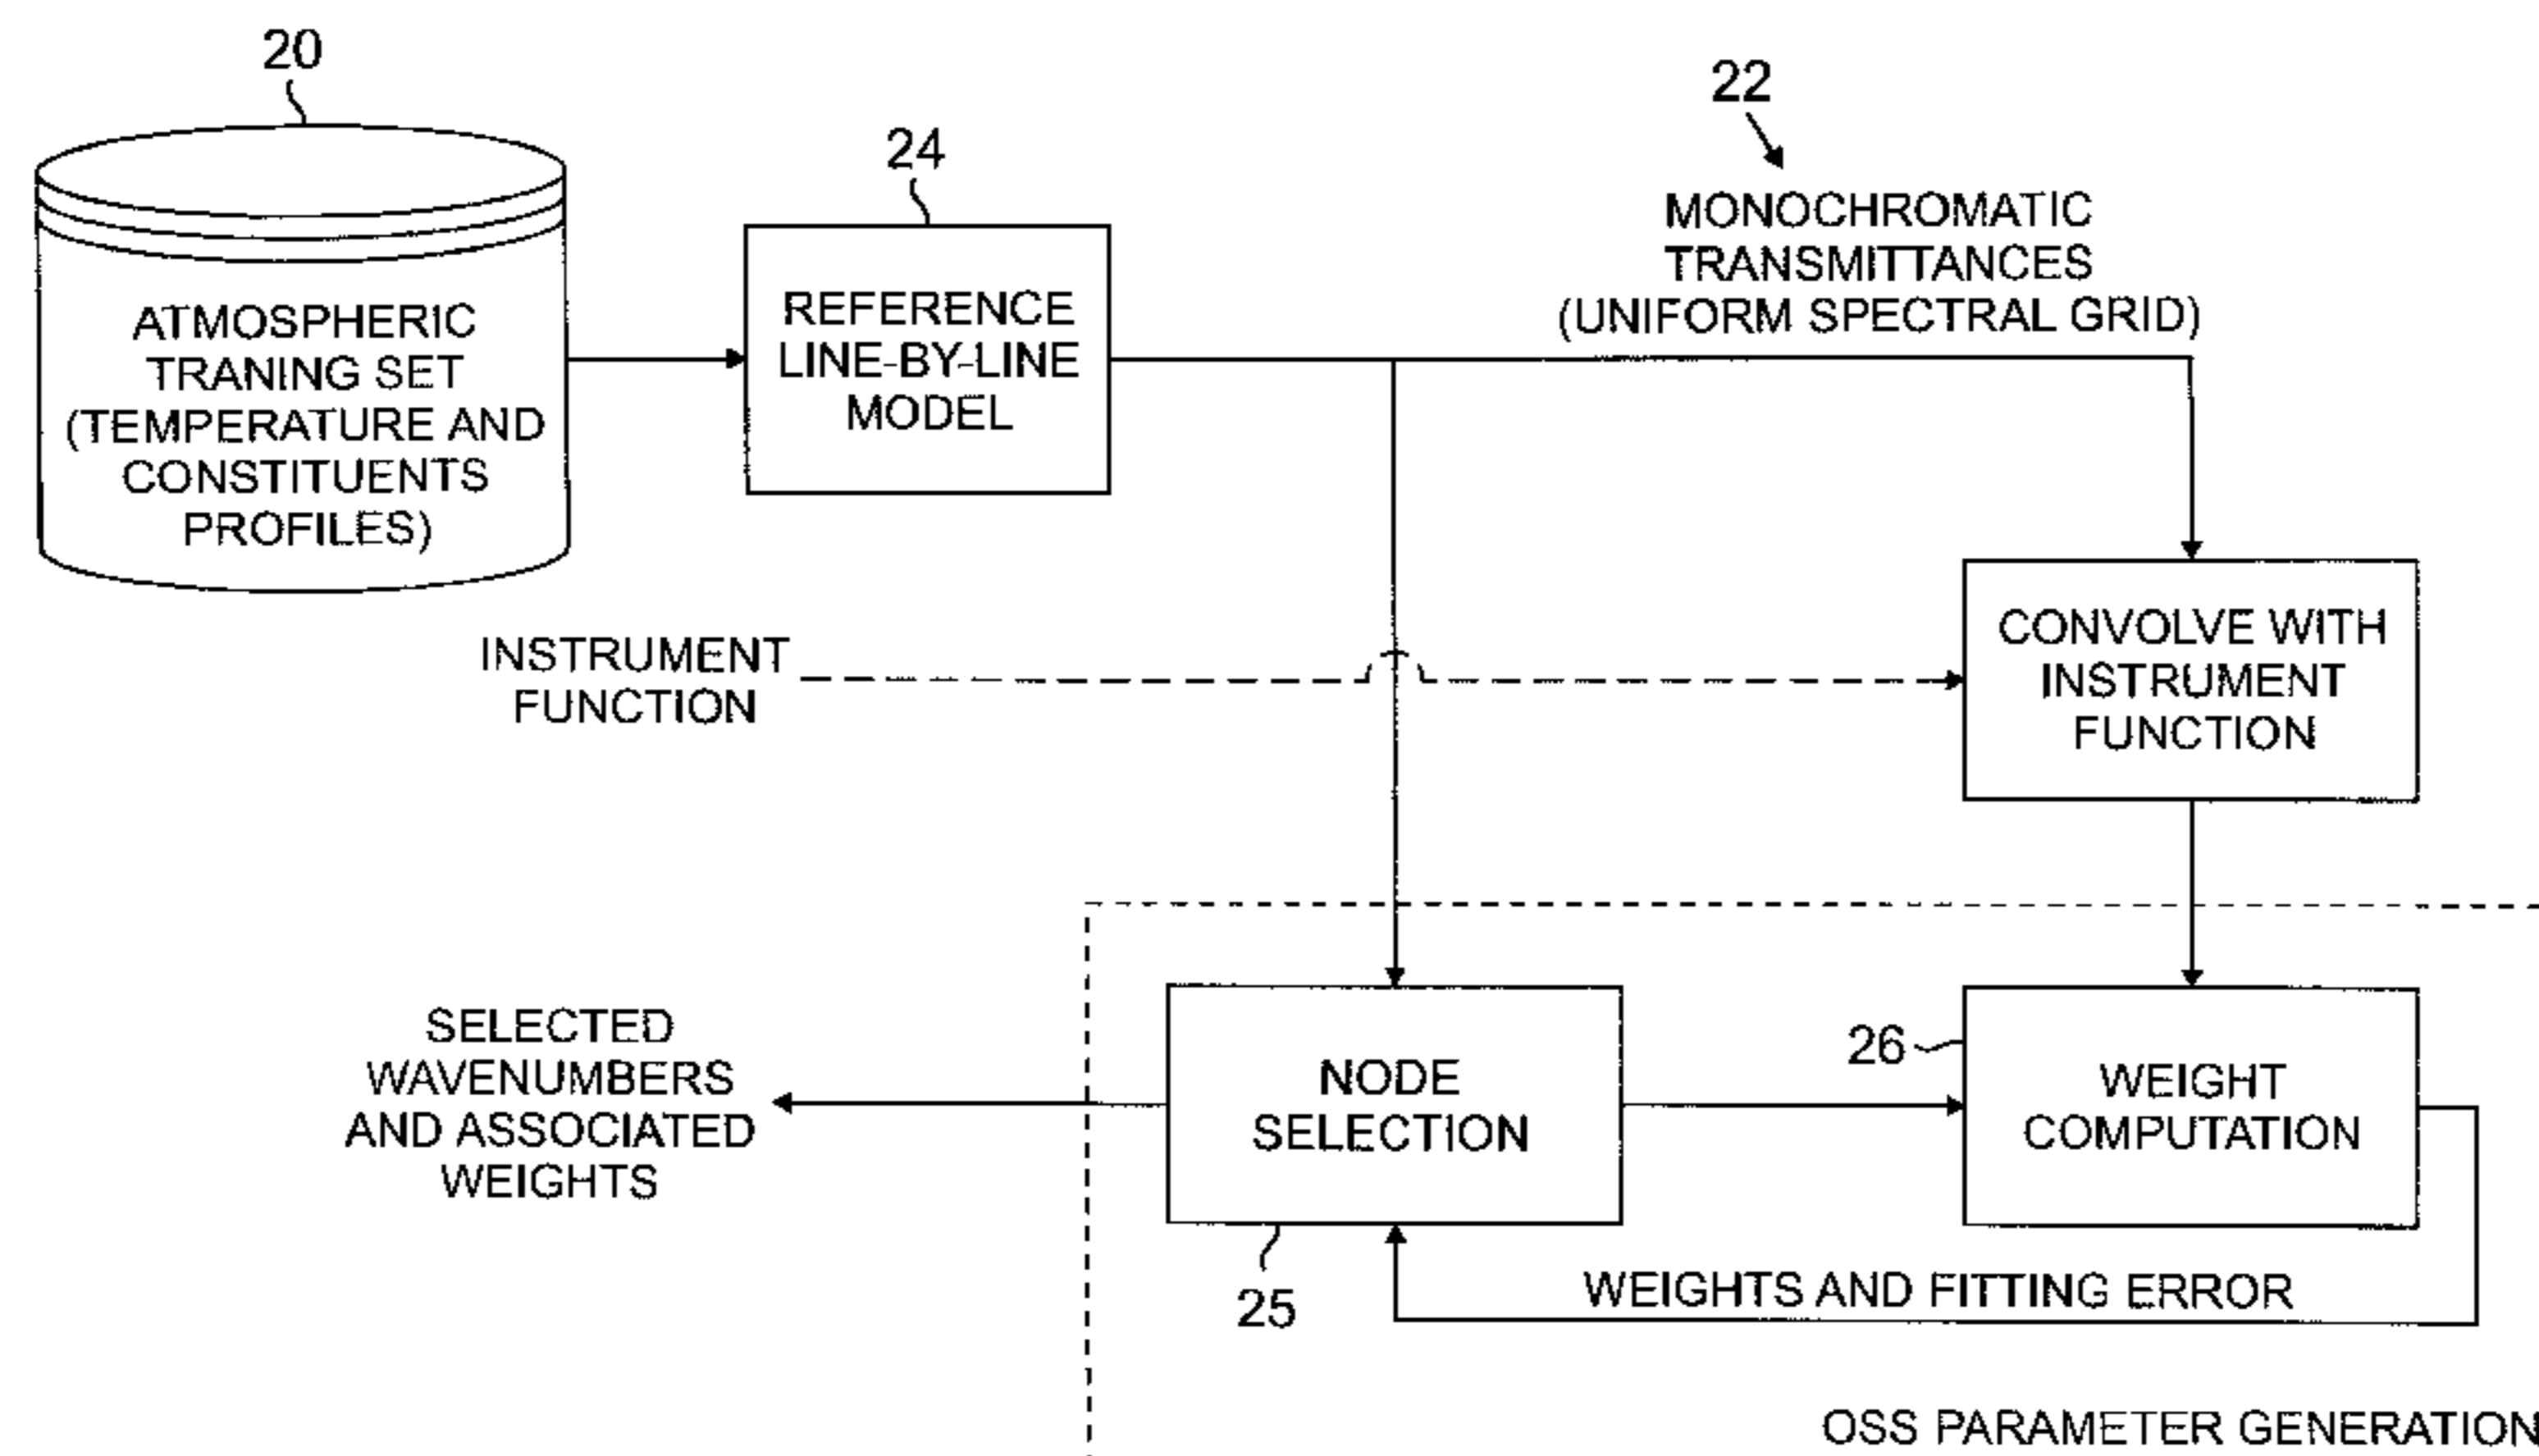 20
ATMOSPHERIC
TRANING SET
(TEMPERATURE AND
CONSTITUENTS
PROFILES)
24
REFERENCE
LINE-BY-LINE
MODEL
22
MONOCHROMATIC
TRANSMITTANCES
(UNIFORM SPECTRAL GRID)
INSTRUMENT
FUNCTION
CONVOLVE WITH
INSTRUMENT
FUNCTION
SELECTED
WAVENUMBERS
AND ASSOCIATED
WEIGHTS
NODE
SELECTION
25
26
WEIGHT
COMPUTATION
WEIGHTS AND FITTING ERROR
OSS PARAMETER GENERATION